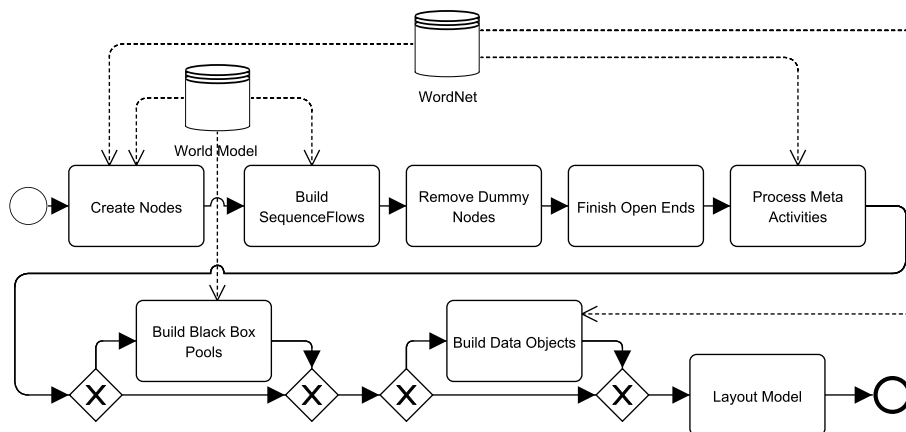 WordNet
World Model
Create Nodes
Build
SequenceFlows
Remove Dummy
Nodes
Finish Open Ends
Process Meta
Activities
Build Black Box
Pools
Build Data Objects
X
X
X
X
Layout Model